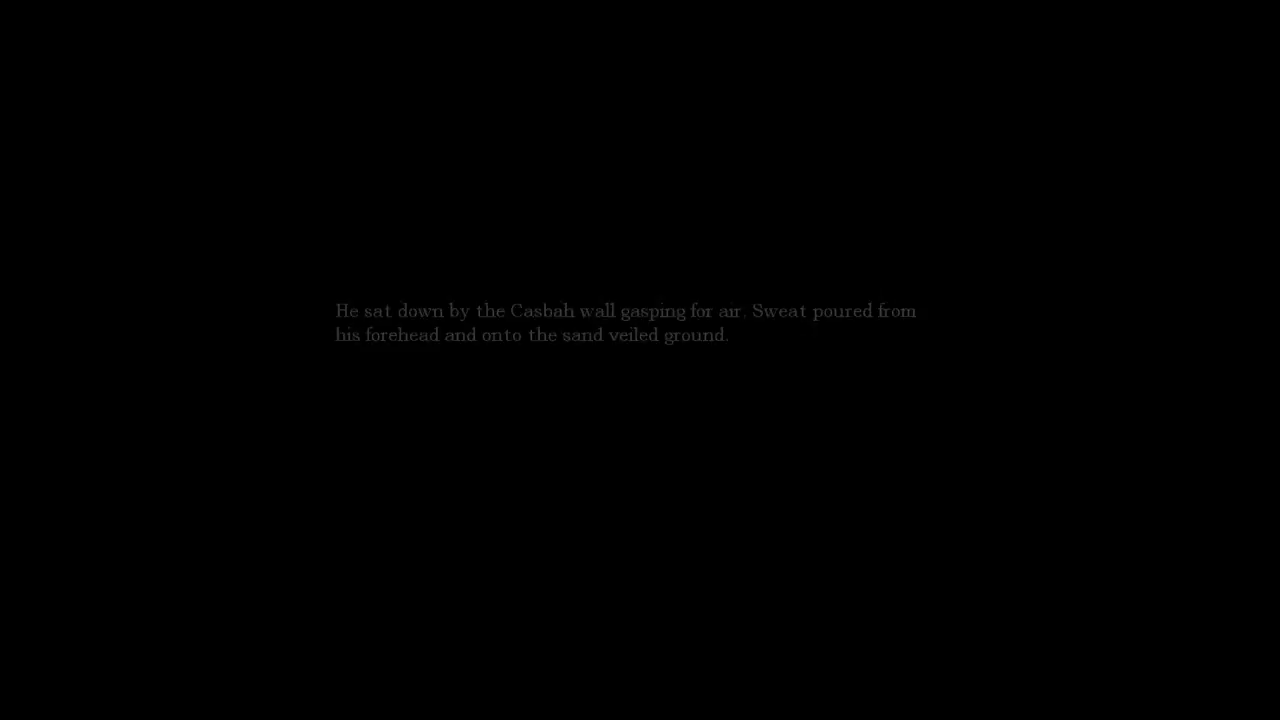 He sat down by the Casbah wall gasping for air. Sweat poured from
his forehead and onto the sand veiled ground.